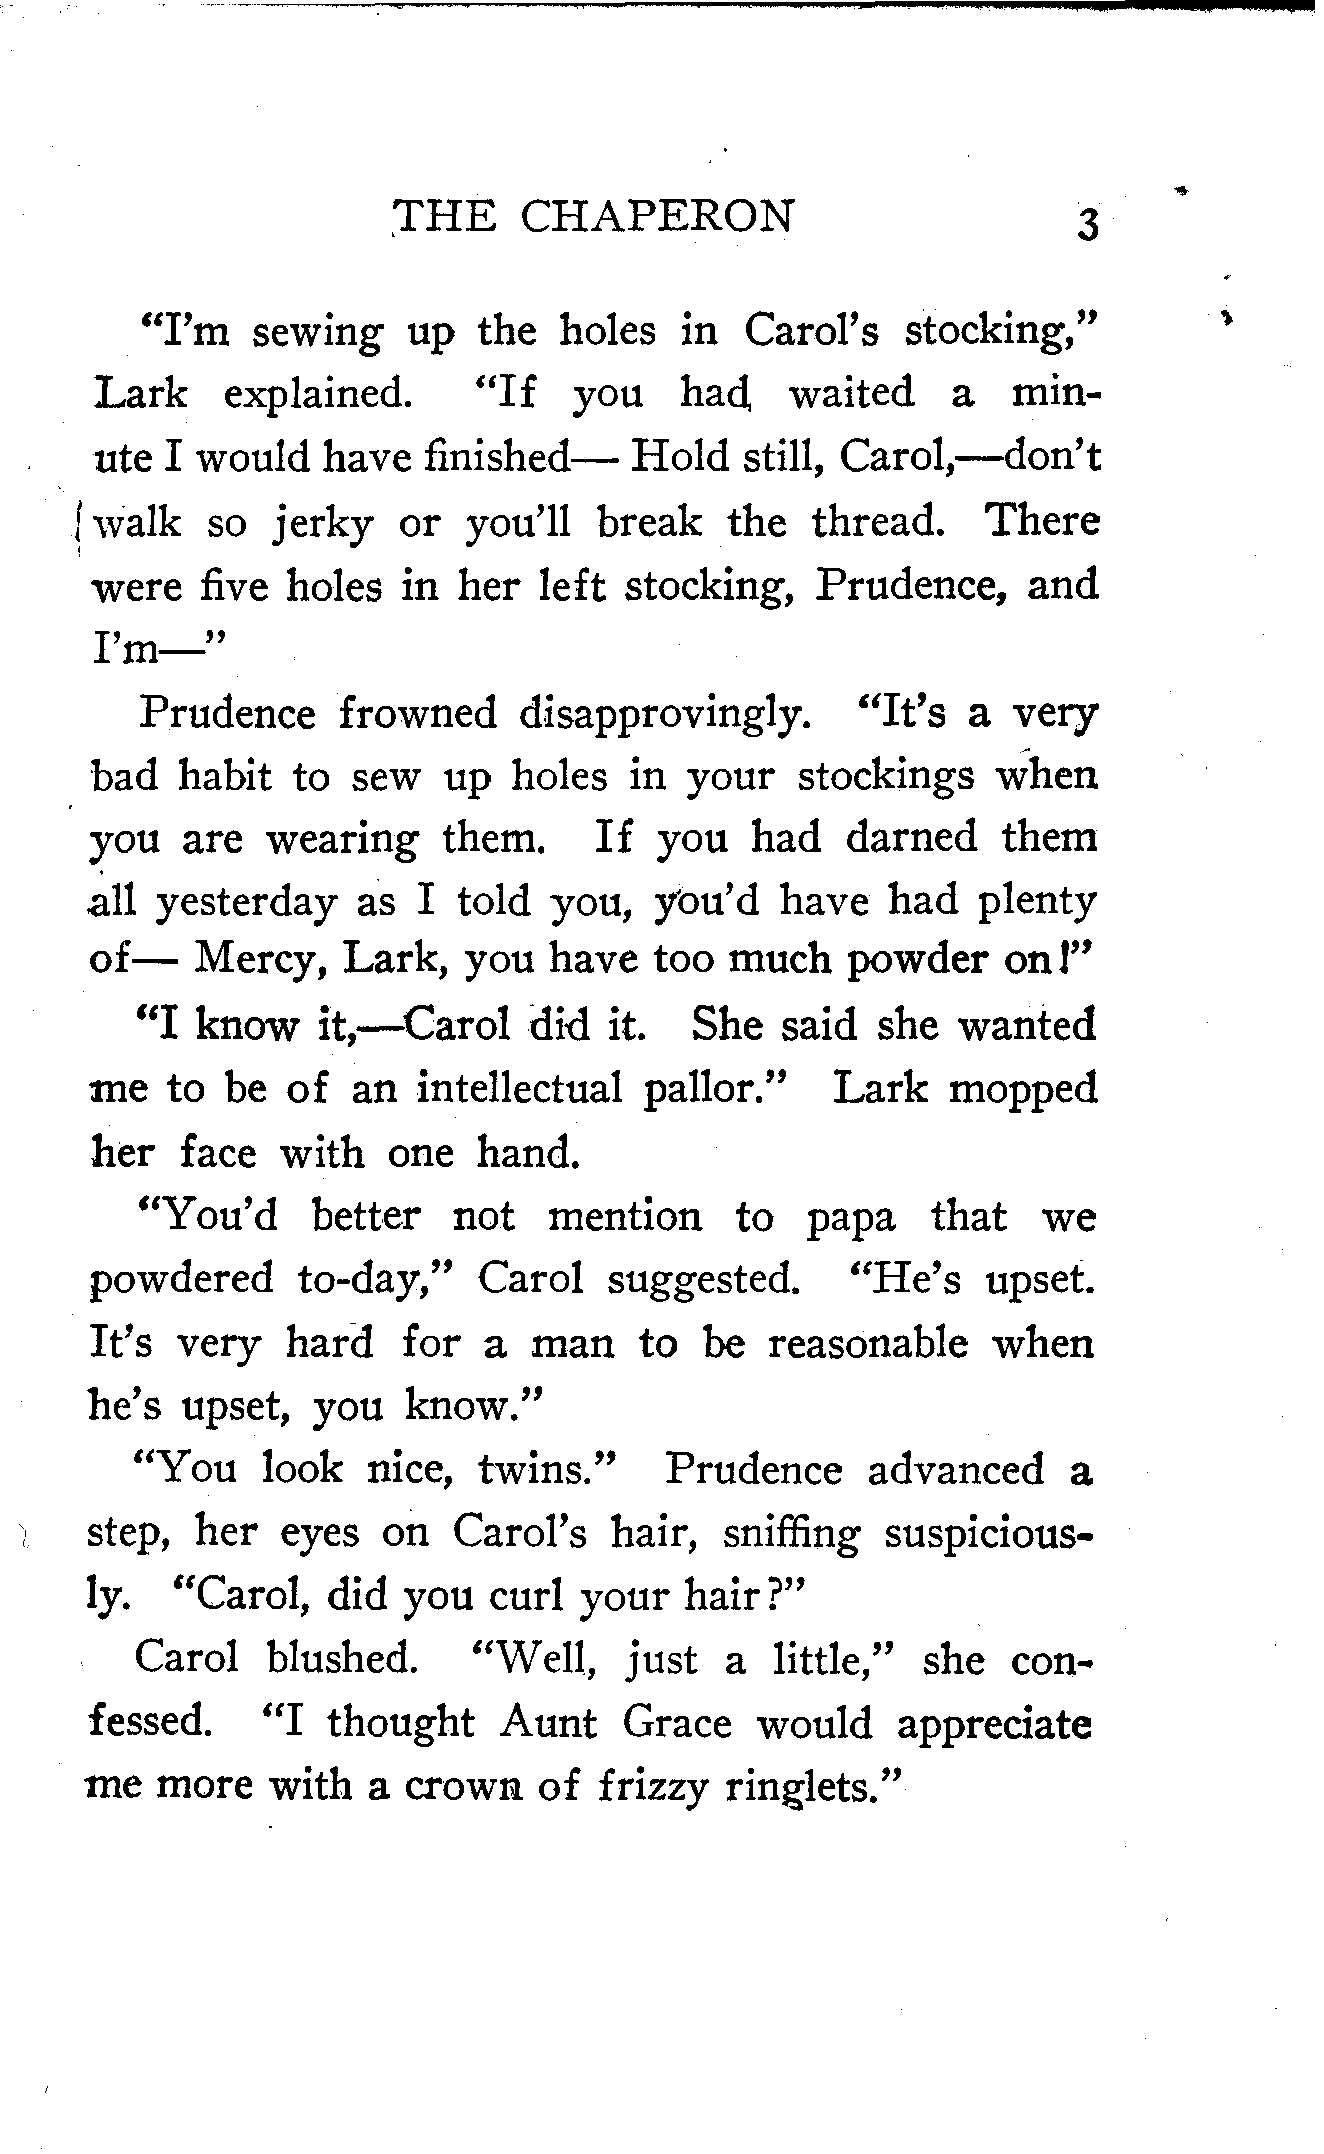 THE CHAPERON 3
“I’m sewing up the holes in Carol’s stocking,”
Lark explained. “If you had waited a min-
ute I would have finished— Hold still, Carol,—don’t
walk so jerky or you’ll break the thread. There
were five holes in her left stocking, Prudence, and
I’m—”
Prudence frowned disapprovingly. “It’s a very
bad habit to sew up holes in your stockings when
you are wearing them. If you had darned them
all yesterday as I told you, you’d have had plenty
of— Mercy, Lark, you have too much powder on!”
“I know it,—Carol did it. She said she wanted
me to be of an intellectual pallor.” Lark mopped
her face with one hand.
“You’d better not mention to papa that we
powdered to-day,” Carol suggested. “He’s upset.
It’s very hard for a man to be reasonable when
he’s upset, you know.”
“You look nice, twins.” Prudence advanced a
step, her eyes on Carol’s hair, sniffing suspicious-
ly. “Carol, did you curl your hair?”
Carol blushed. “Well, just a little,” she con-
fessed. “I thought Aunt Grace would appreciate
me more with a crown of frizzy ringlets.”